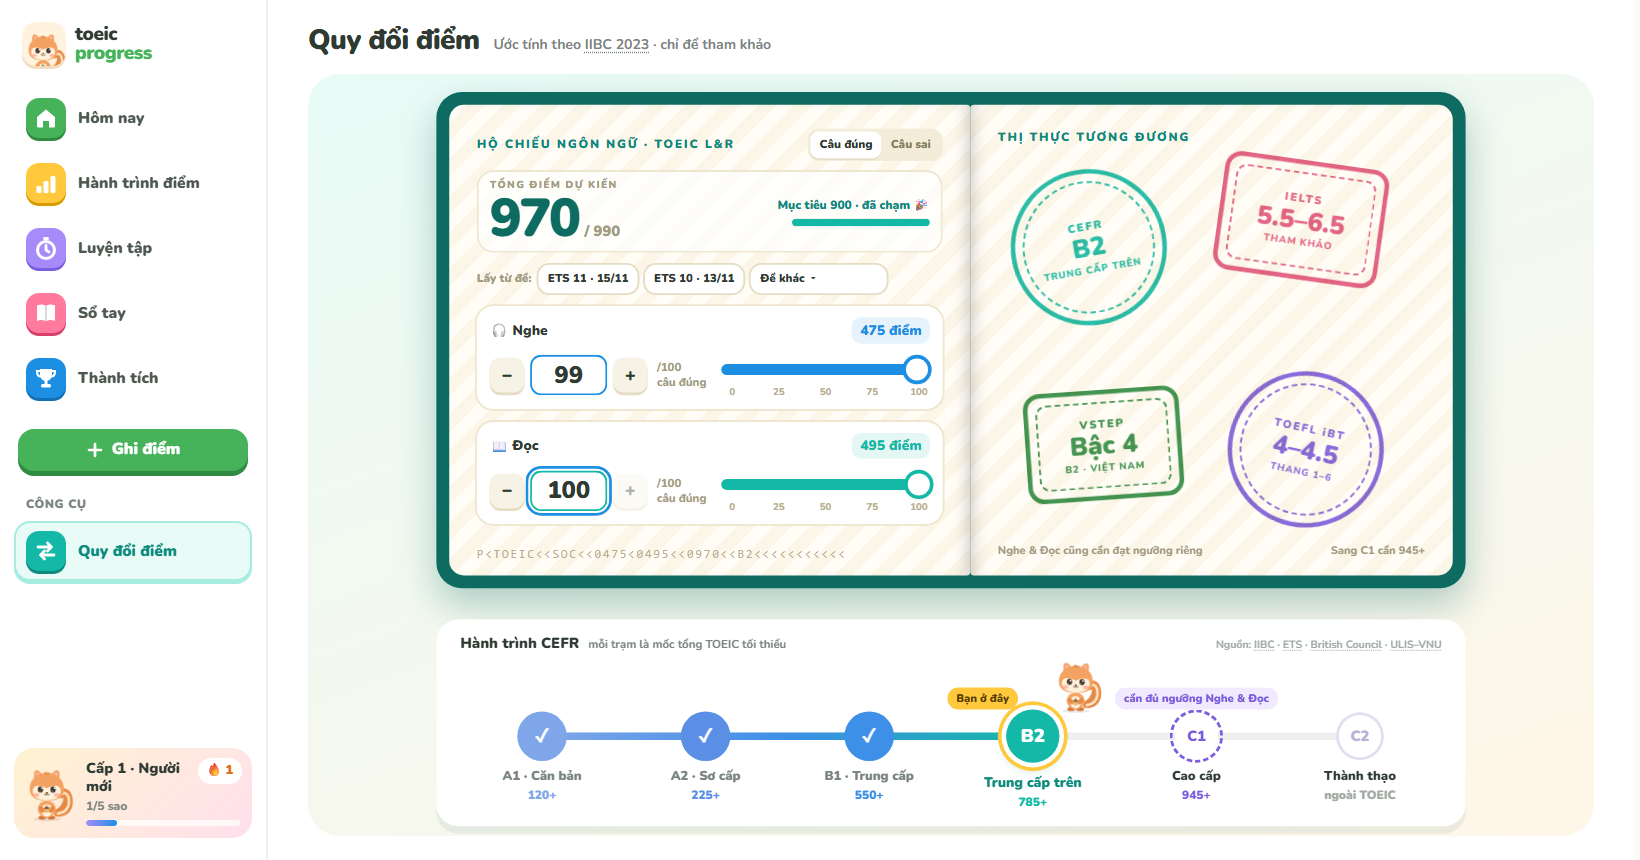 toeic
progress
Hôm nay
Hành trình điểm
Luyện tập
Sổ tay
Thành tích
+ Ghi điểm
CÔNG CỤ
Quy đổi điểm
Cấp 1 · Người mới
🔥 1
1/5 sao
Quy đổi điểm
Ước tính theo IIBC 2023 · chỉ để tham khảo
HỘ CHIẾU NGÔN NGỮ · TOEIC L&R
Câu đúng
Câu sai
TỔNG ĐIỂM DỰ KIẾN
970 / 990
Mục tiêu 900 · đã chạm 🎉
Lấy từ đề:
ETS 11 · 15/11
ETS 10 · 13/11
Đề khác
🎧 Nghe
475 điểm
− 99 +
/100
câu đúng
0 25 50 75 100
📖 Đọc
495 điểm
− 100 +
/100
câu đúng
0 25 50 75 100
P<TOEIC<<SOC<<0475<0495<<0970<<B2<<<<<<<<<<<
THỊ THỰC TƯƠNG ĐƯƠNG
CEFR
B2
TRUNG CẤP TRÊN
IELTS
5.5–6.5
THAM KHẢO
VSTEP
Bậc 4
B2 · VIỆT NAM
TOEFL iBT
4–4.5
THANG 1–6
Nghe & Đọc cũng cần đạt ngưỡng riêng
Sang C1 cần 945+
Hành trình CEFR
mỗi trạm là mốc tổng TOEIC tối thiểu
Nguồn: IIBC · ETS · British Council · ULIS–VNU
Bạn ở đây
cần đủ ngưỡng Nghe & Đọc
✓ ✓ ✓ B2 C1 C2
A1 · Căn bản
120+
A2 · Sơ cấp
225+
B1 · Trung cấp
550+
Trung cấp trên
785+
Cao cấp
945+
Thành thạo
ngoài TOEIC